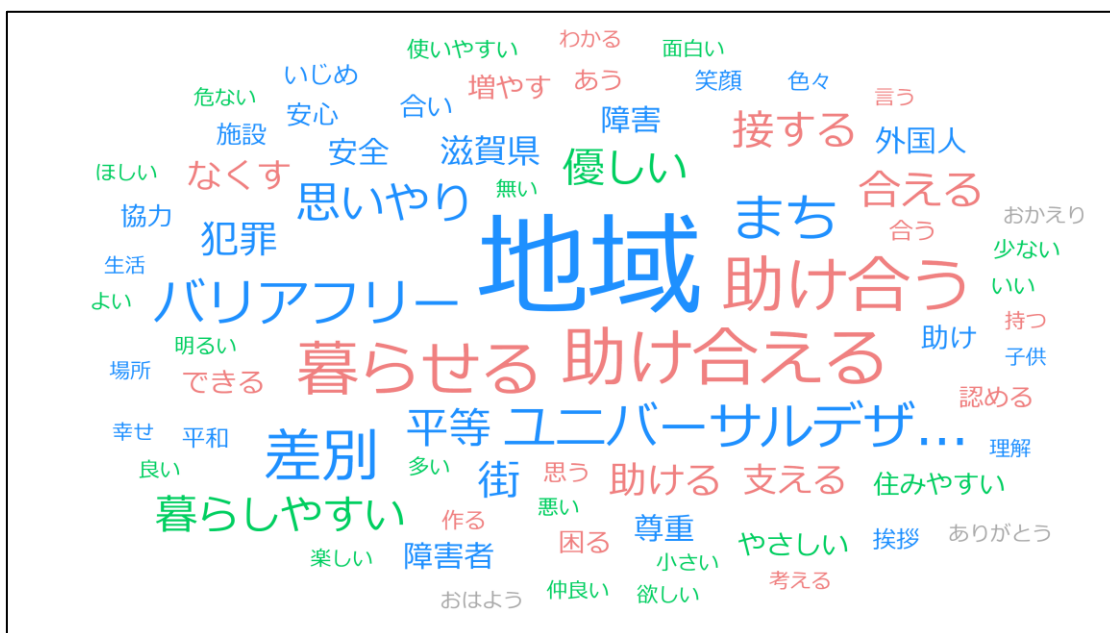 使いやすい わかる 面白い
いじめ 増やす あう 笑顔 色々
危ない 安心 合い 障害 接する 言う
施設 安全 滋賀県 優しい 外国人
ほしい なくす 思いやり 無い 合える
協力 犯罪 地域 まち 合う おかえり
生活 少ない
よい バリアフリー 助け合う いい
明るい 助け 持つ
場所 できる 暮らせる 助け合える 子供
認める
幸せ 平和 差別 平等 ユニバーサルデザ... 理解
良い 多い 街 思う 助ける 支える 住みやすい
暮らしやすい 作る 悪い 尊重 やさしい 挨拶 ありがとう
楽しい 障害者 困る 小さい 考える
おはよう 仲良い 欲しい